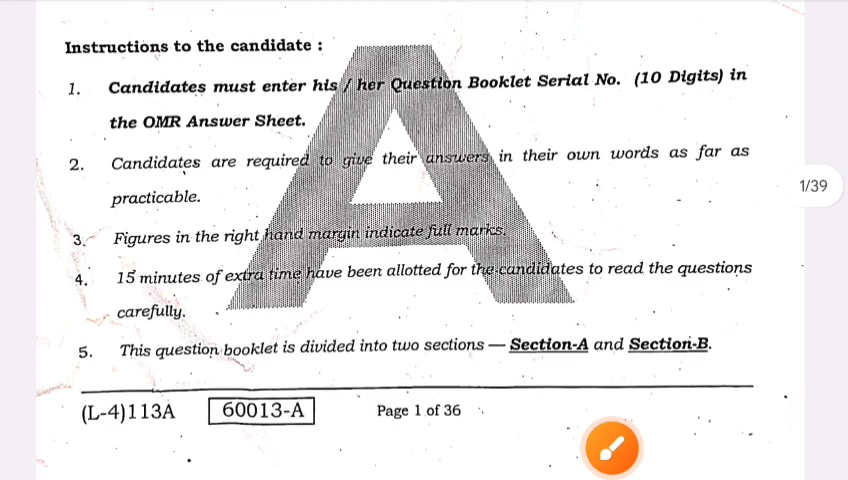 Instructions to the candidate :
1. Candidates must enter his / her Question Booklet Serial No. (10 Digits) in
the OMR Answer Sheet.
2. Candidates are required to give their answers in their own words as far as
practicable.
3. Figures in the right hand margin indicate full marks.
4. 15 minutes of extra time have been allotted for the candidates to read the questions
carefully.
5. This question booklet is divided into two sections — Section-A and Section-B.
(L-4)113A 60013-A Page 1 of 36
1/39
A